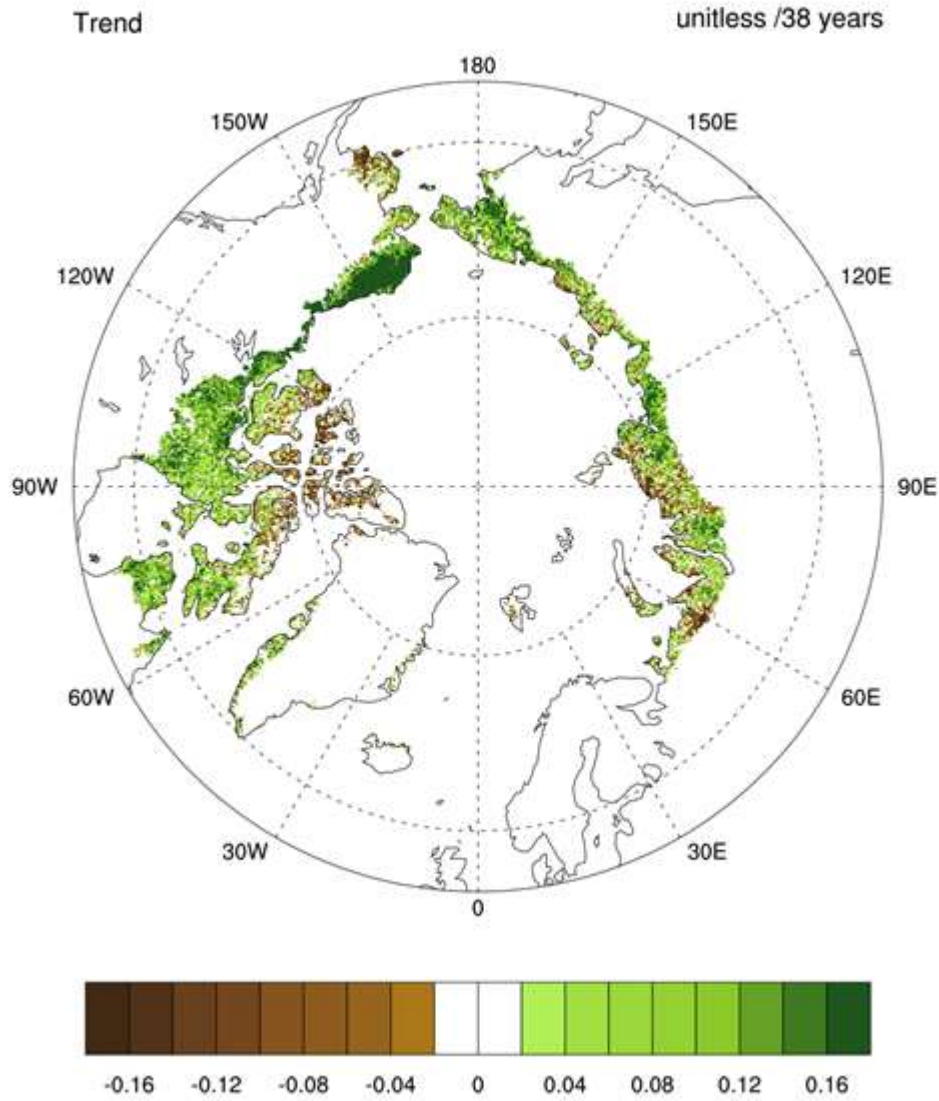 Trend unitless /38 years
180
150W 150E
120W 120E
90W 90E
60W 60E
30W 30E
0
-0.16 -0.12 -0.08 -0.04 0 0.04 0.08 0.12 0.16